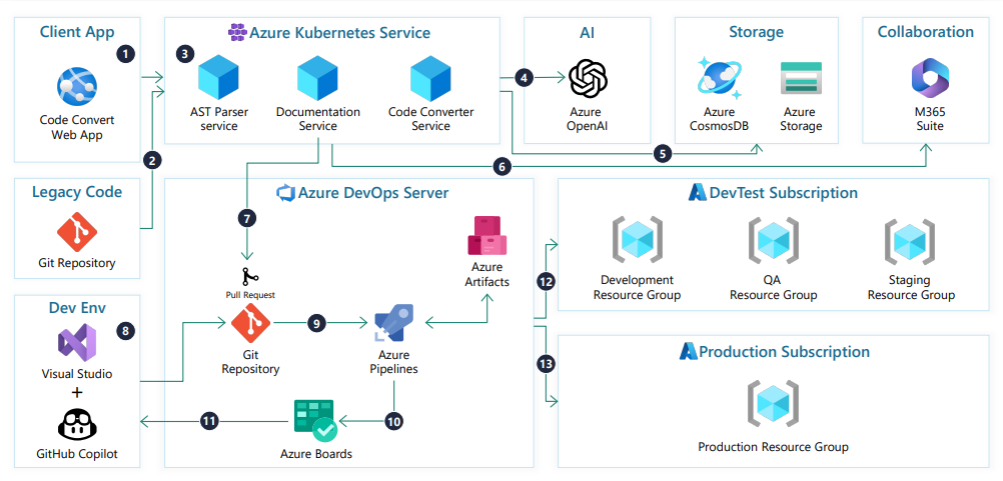 Client App
1
Code Convert
Web App
2
Legacy Code
Git Repository
Dev Env
8
Visual Studio
+
GitHub Copilot
Azure Kubernetes Service
3
AST Parser
service
Documentation
Service
Code Converter
Service
4
AI
Azure
OpenAI
Storage
Azure
CosmosDB
Azure
Storage
Collaboration
M365
Suite
5
6
7
Azure DevOps Server
Pull Request
Git
Repository
9
Azure
Pipelines
Azure
Artifacts
10
Azure Boards
11
12
13
DevTest Subscription
Development
Resource Group
QA
Resource Group
Staging
Resource Group
Production Subscription
Production Resource Group